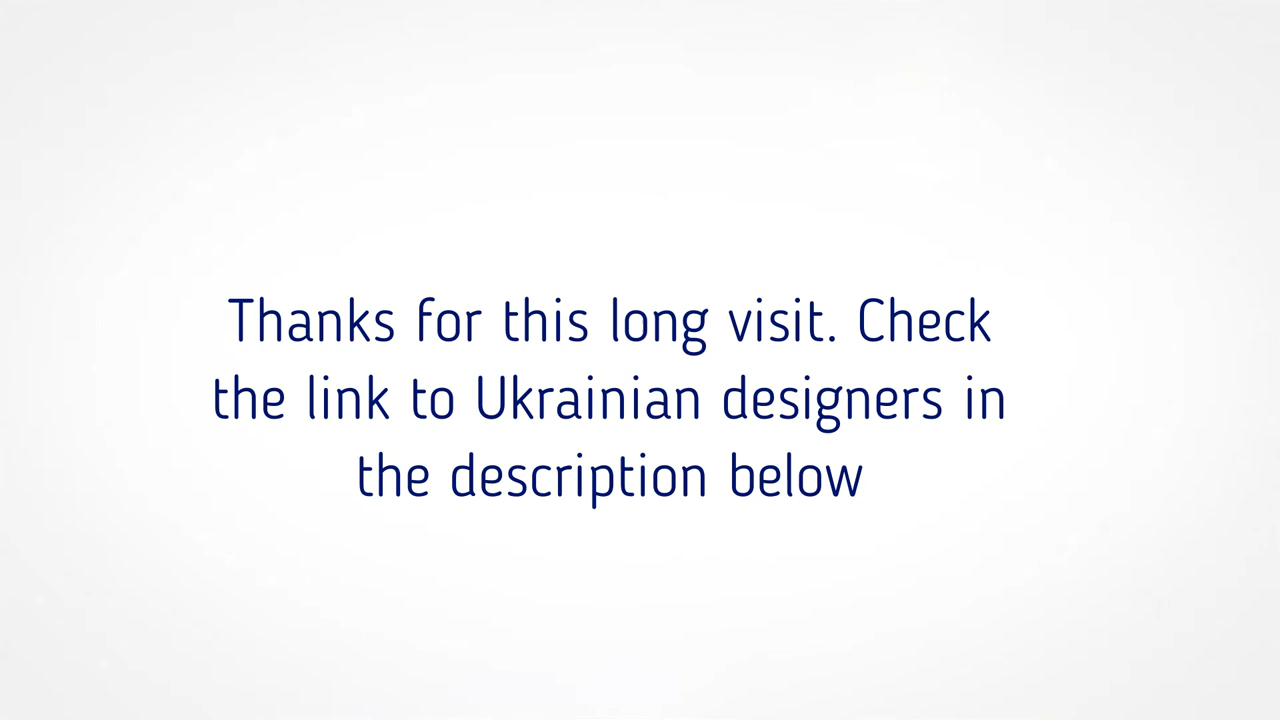 Thanks for this long visit. Check
the link to Ukrainian designers in
the description below